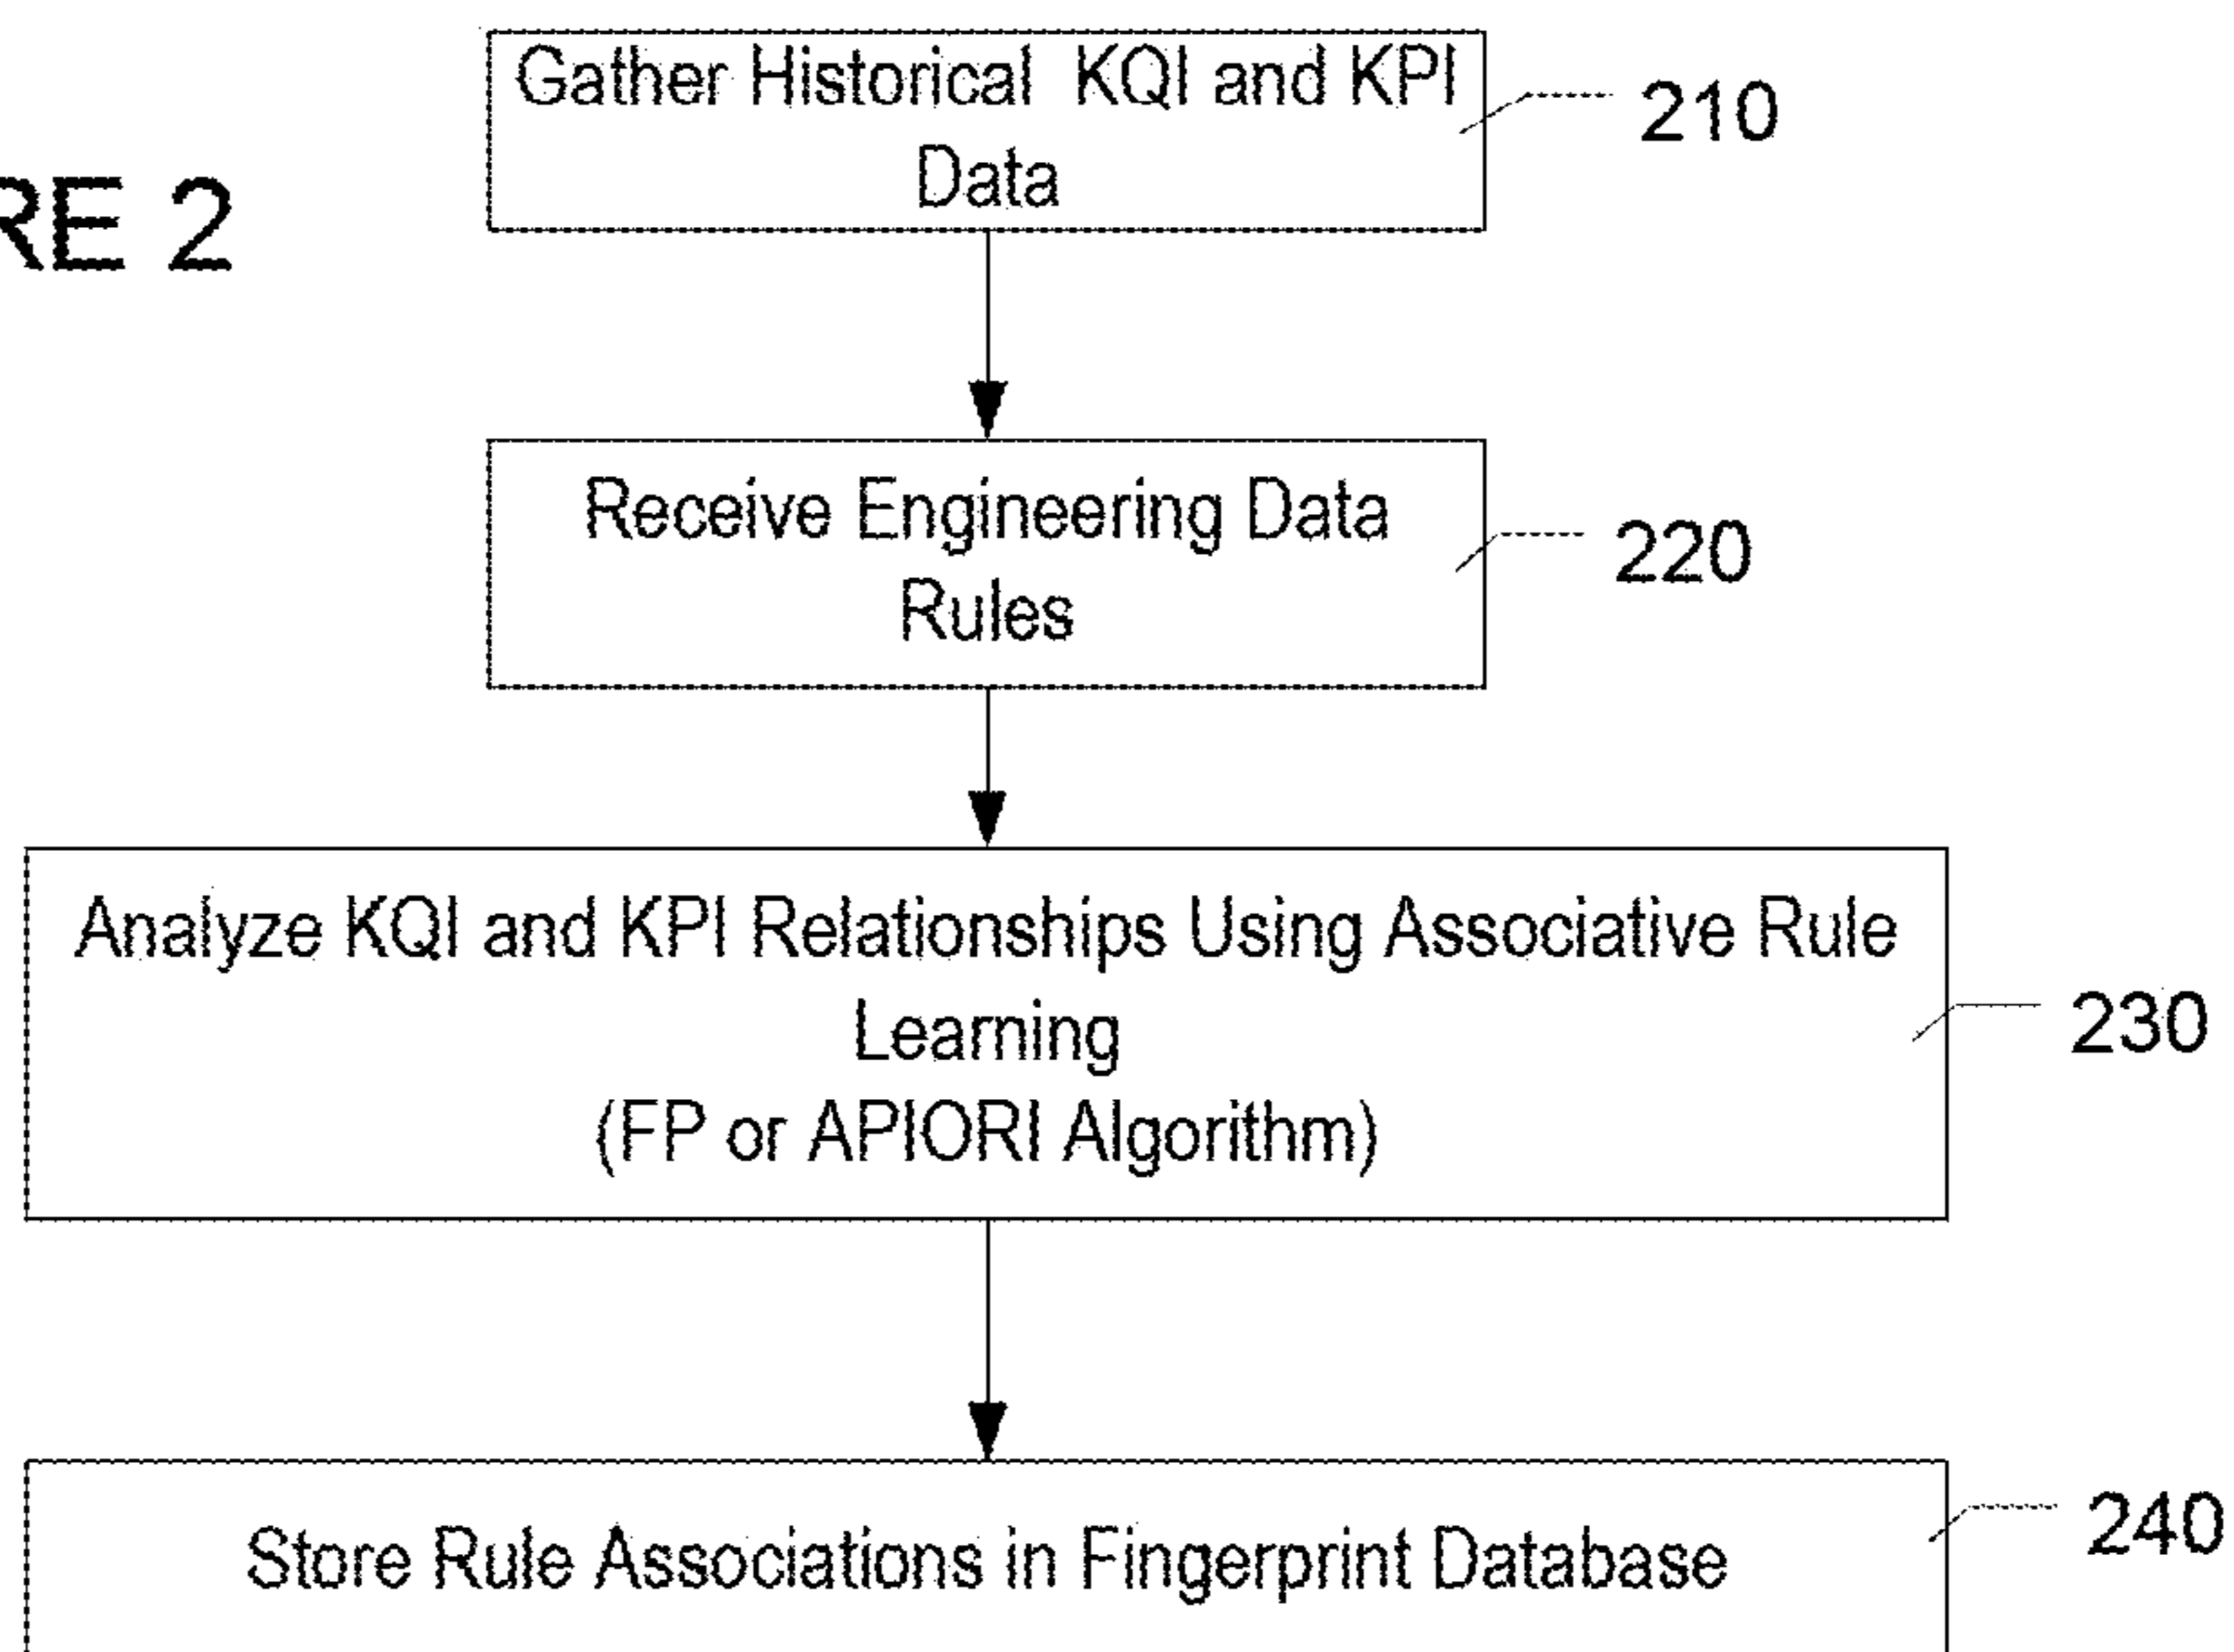 Gather Historical KQI and KPI
Data
210
RE 2
Receive Engineering Data
Rules
220
Analyze KQI and KPI Relationships Using Associative Rule
Learning
(FP or APIORI Algorithm)
230
Store Rule Associations in Fingerprint Database
240